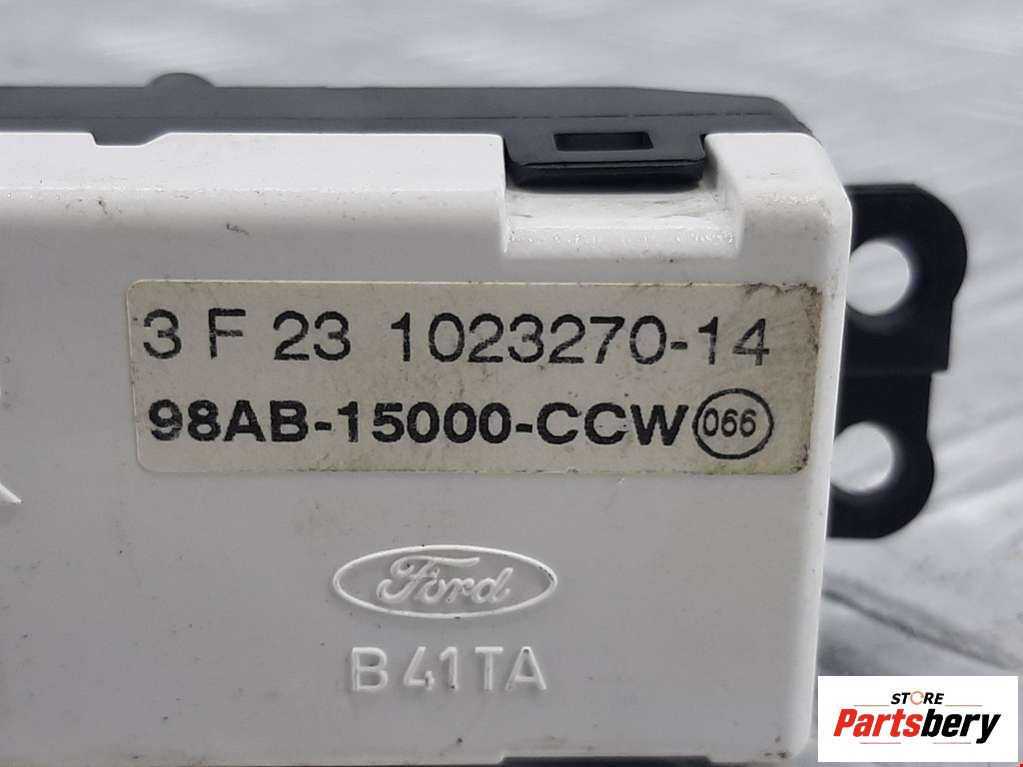 3 F 23 1023270-14
98AB-15000-CCW 066
Ford
B41TA
STORE
Partsbery